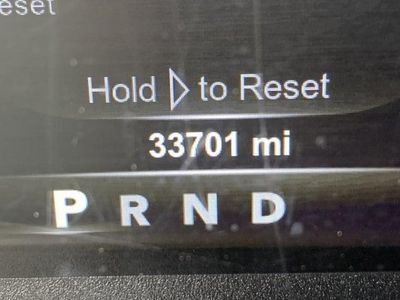 eset
Hold ▷ to Reset
33701 mi
P R N D